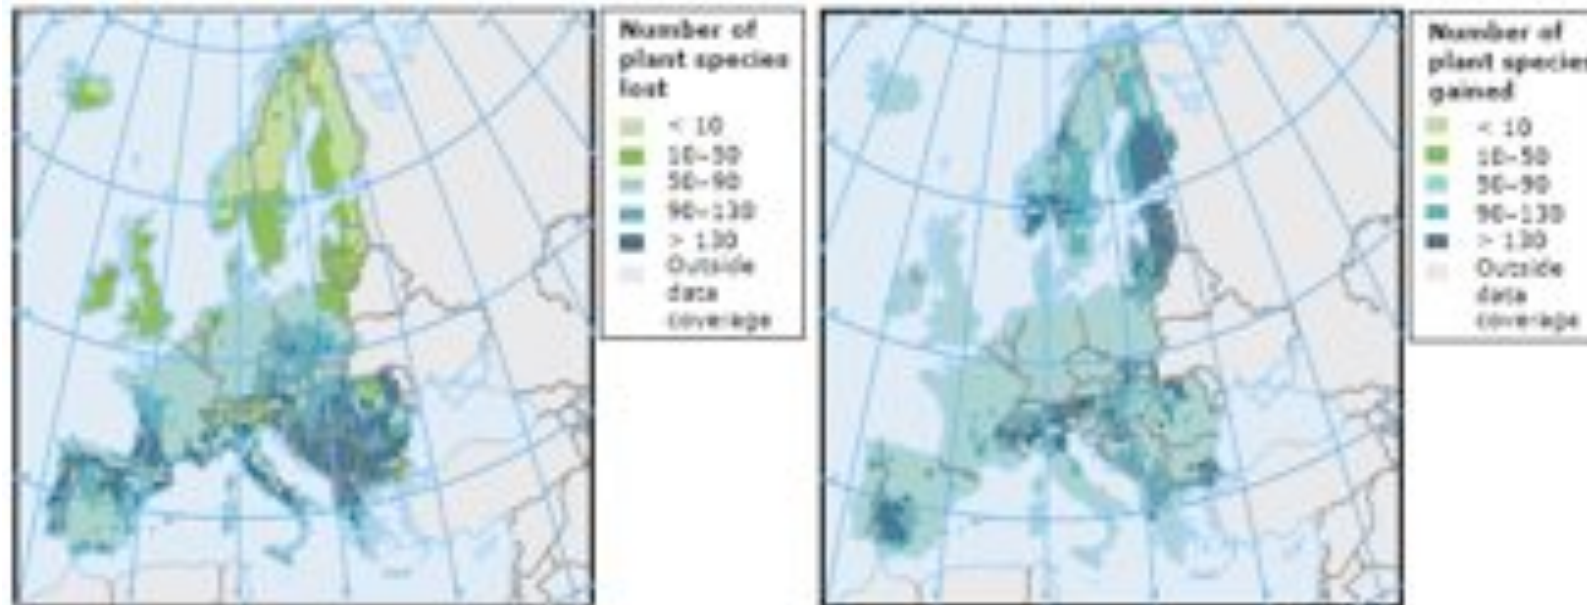 Number of
plant species
lost
< 10
10–50
50–90
90–130
> 130
Outside
data
coverage
Number of
plant species
gained
< 10
10–50
50–90
90–130
> 130
Outside
data
coverage